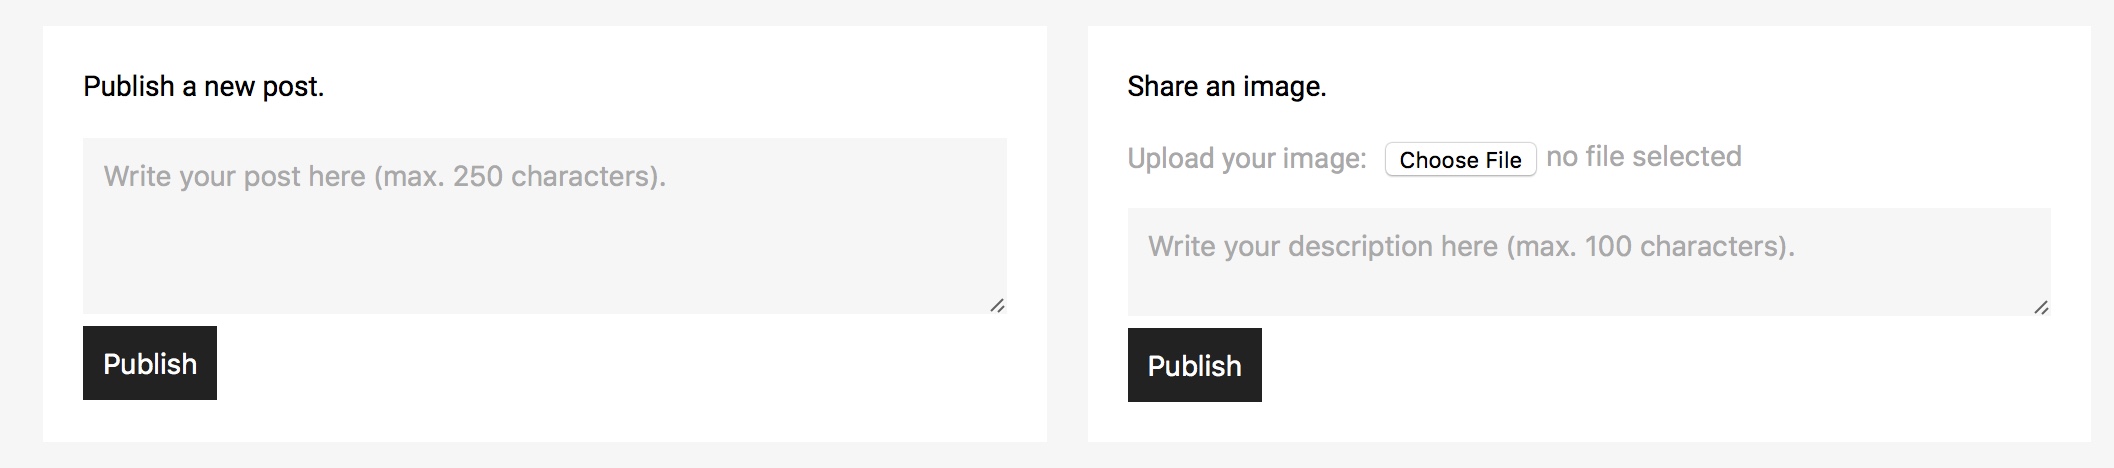 Publish a new post.
Write your post here (max. 250 characters).
Publish
Share an image.
Upload your image: Choose File no file selected
Write your description here (max. 100 characters).
Publish